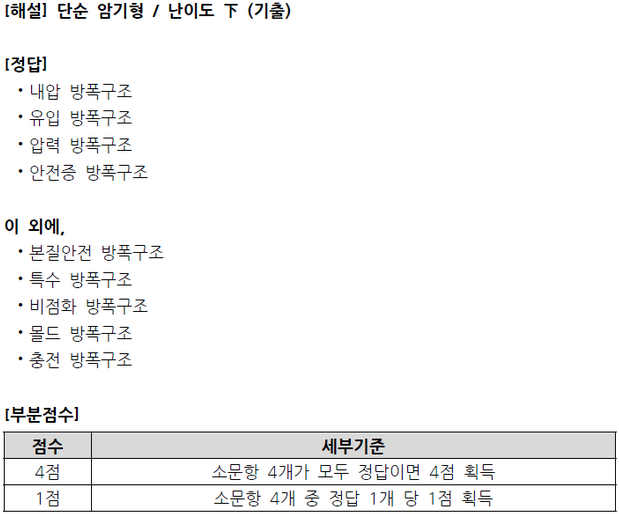 [해설] 단순 암기형 / 난이도 下 (기출)
[정답]
• 내압 방폭구조
• 유입 방폭구조
• 압력 방폭구조
• 안전증 방폭구조
이 외에,
• 본질안전 방폭구조
• 특수 방폭구조
• 비점화 방폭구조
• 몰드 방폭구조
• 충전 방폭구조
[부분점수]
점수 세부기준
4점 소문항 4개가 모두 정답이면 4점 획득
1점 소문항 4개 중 정답 1개 당 1점 획득